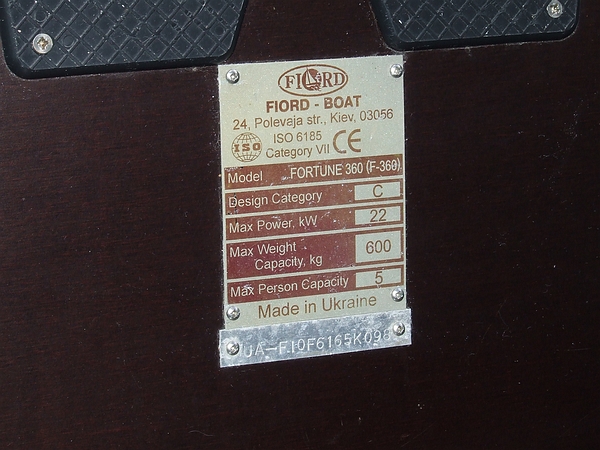 FIORD
FIORD - BOAT
24, Polevaja str., Kiev, 03056
ISO
ISO 6185
Category VII CE
Model FORTUNE 360 (F-360)
Design Category C
Max Power, kW 22
Max Weight
Capacity, kg 600
Max Person Capacity 5
Made in Ukraine